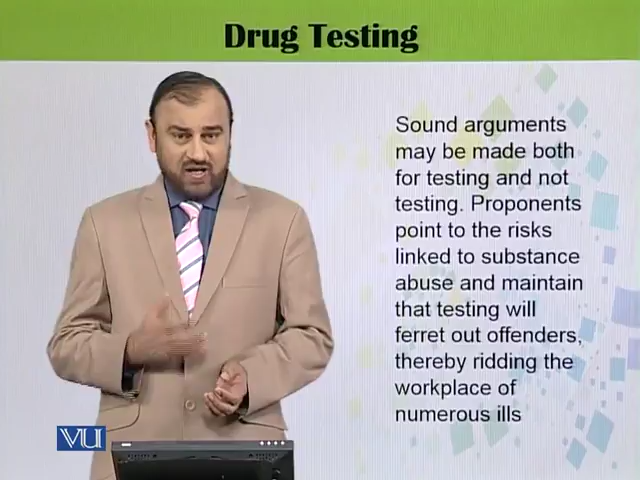 Drug Testing
Sound arguments
may be made both
for testing and not
testing. Proponents
point to the risks
linked to substance
abuse and maintain
that testing will
ferret out offenders,
thereby ridding the
workplace of
numerous ills
VU